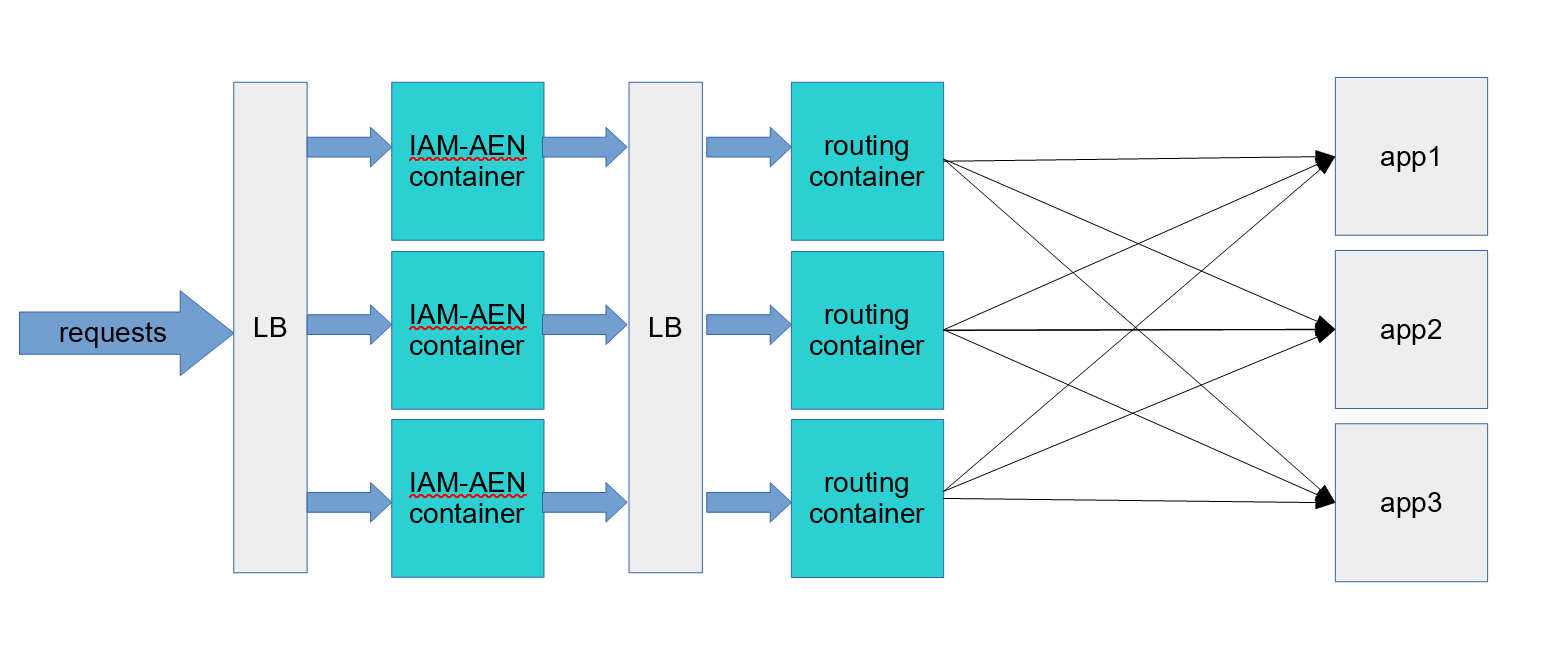 requests
LB
IAM-AEN
container
IAM-AEN
container
IAM-AEN
container
LB
routing
container
routing
container
routing
container
app1
app2
app3